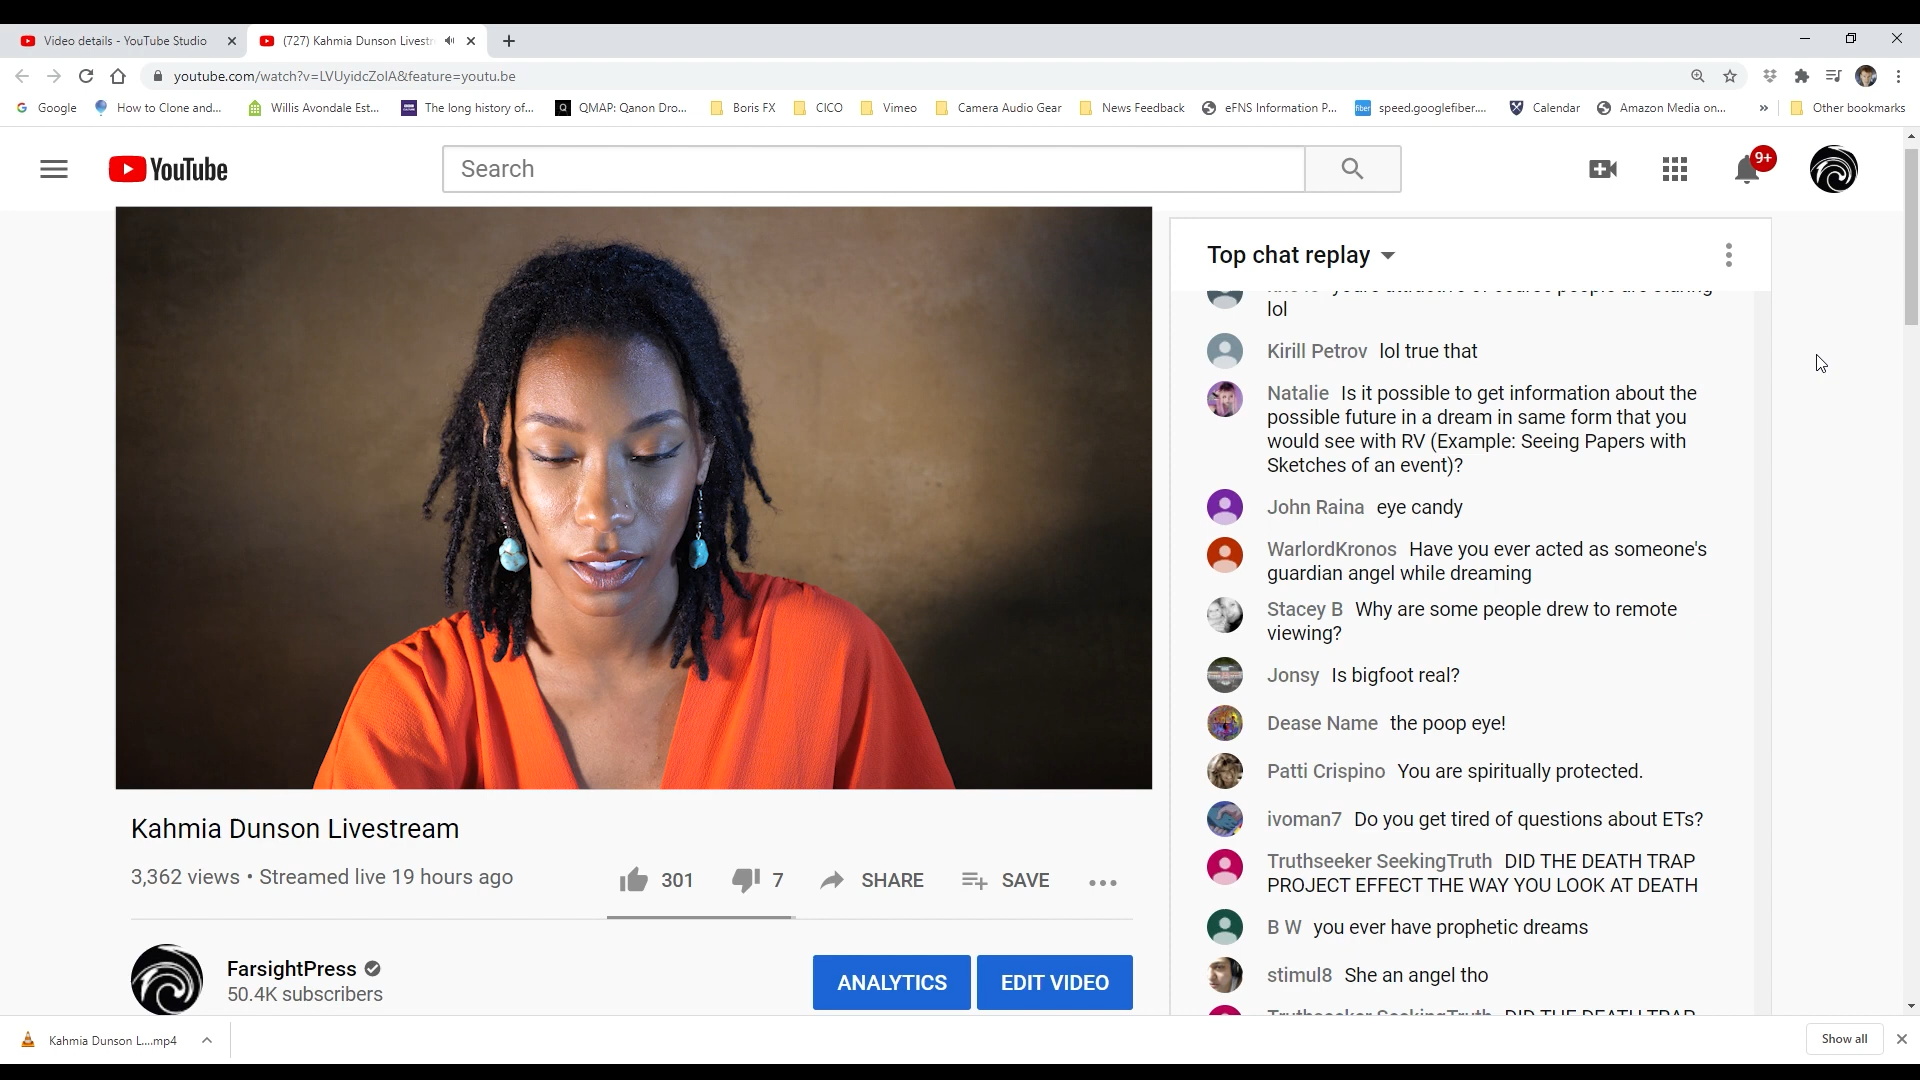 Video details - YouTube Studio
(727) Kahmia Dunson Livestr
youtube.com/watch?v=LVUyidcZolA&feature=youtu.be
Google
How to Clone and...
Willis Avondale Est...
The long history of...
QMAP: Qanon Dro...
Boris FX
CICO
Vimeo
Camera Audio Gear
News Feedback
eFNS Information P...
speed.googlefiber....
Calendar
Amazon Media on...
»
Other bookmarks
YouTube
Search
9+
Top chat replay
lol
Kirill Petrov lol true that
Natalie Is it possible to get information about the
possible future in a dream in same form that you
would see with RV (Example: Seeing Papers with
Sketches of an event)?
John Raina eye candy
WarlordKronos Have you ever acted as someone's
guardian angel while dreaming
Stacey B Why are some people drew to remote
viewing?
Jonsy Is bigfoot real?
Dease Name the poop eye!
Patti Crispino You are spiritually protected.
ivoman7 Do you get tired of questions about ETs?
Truthseeker SeekingTruth DID THE DEATH TRAP
PROJECT EFFECT THE WAY YOU LOOK AT DEATH
B W you ever have prophetic dreams
stimul8 She an angel tho
Truthseeker SeekingTruth DID THE DEATH TRAP
Kahmia Dunson Livestream
3,362 views • Streamed live 19 hours ago
301
7
SHARE
SAVE
FarsightPress
50.4K subscribers
ANALYTICS
EDIT VIDEO
Kahmia Dunson L....mp4
Show all